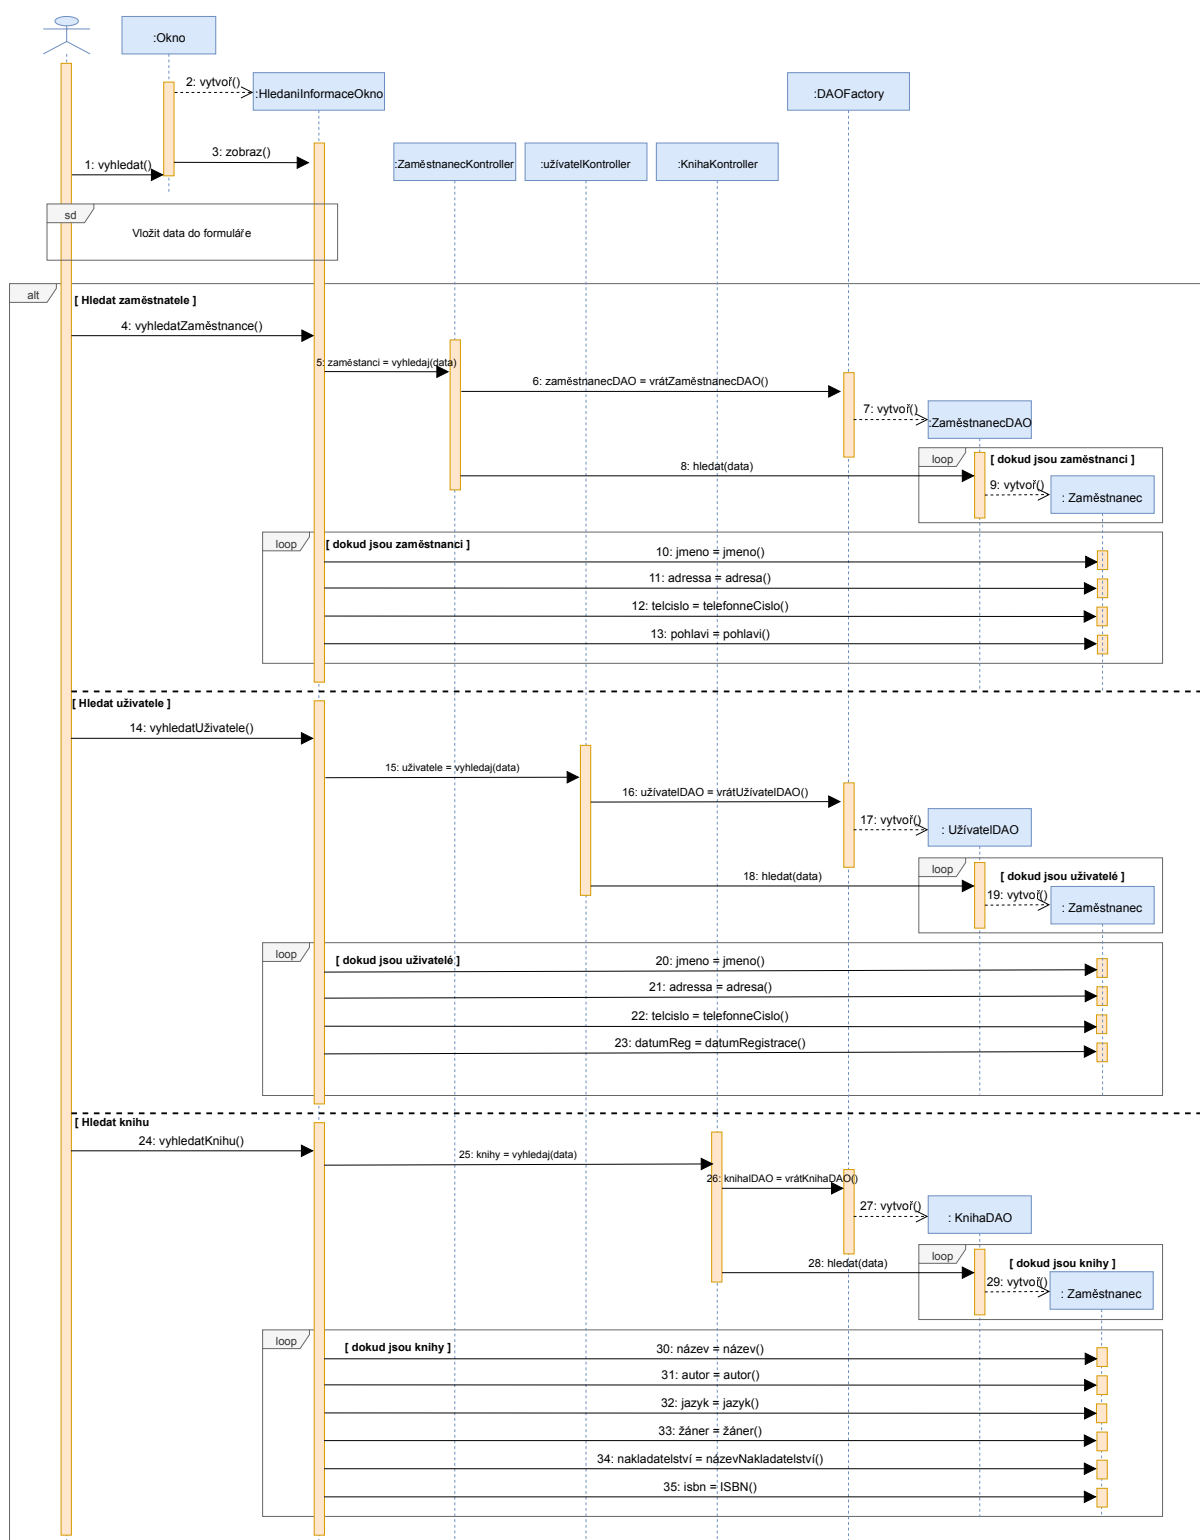 :Okno
2: vytvoř()
:HledaniInformaceOkno
:DAOFactory
3: zobraz()
1: vyhledat()
:ZaměstnanecKontroller
:užívatelKontroller
:KnihaKontroller
sd
Vložit data do formuláře
alt
[ Hledat zaměstnatele ]
4: vyhledatZaměstnance()
5: zaměstanci = vyhledaj(data)
6: zaměstnanecDAO = vrátZaměstnanecDAO()
7: vytvoř()
:ZaměstnanecDAO
loop
[ dokud jsou zaměstnanci ]
8: hledat(data)
9: vytvoř()
: Zaměstnanec
loop
[ dokud jsou zaměstnanci ]
10: jmeno = jmeno()
11: adressa = adresa()
12: telcislo = telefonneCislo()
13: pohlavi = pohlavi()
[ Hledat uživatele ]
14: vyhledatUživatele()
15: uživatele = vyhledaj(data)
16: užívatelDAO = vrátUžívatelDAO()
17: vytvoř()
: UžívatelDAO
loop
[ dokud jsou uživatelé ]
18: hledat(data)
19: vytvoř()
: Zaměstnanec
loop
[ dokud jsou uživatelé ]
20: jmeno = jmeno()
21: adressa = adresa()
22: telcislo = telefonneCislo()
23: datumReg = datumRegistrace()
[ Hledat knihu
24: vyhledatKnihu()
25: knihy = vyhledaj(data)
26: knihalDAO = vrátKnihaDAO()
27: vytvoř()
: KnihaDAO
loop
[ dokud jsou knihy ]
28: hledat(data)
29: vytvoř()
: Zaměstnanec
loop
[ dokud jsou knihy ]
30: název = název()
31: autor = autor()
32: jazyk = jazyk()
33: žáner = žáner()
34: nakladatelství = názevNakladatelství()
35: isbn = ISBN()